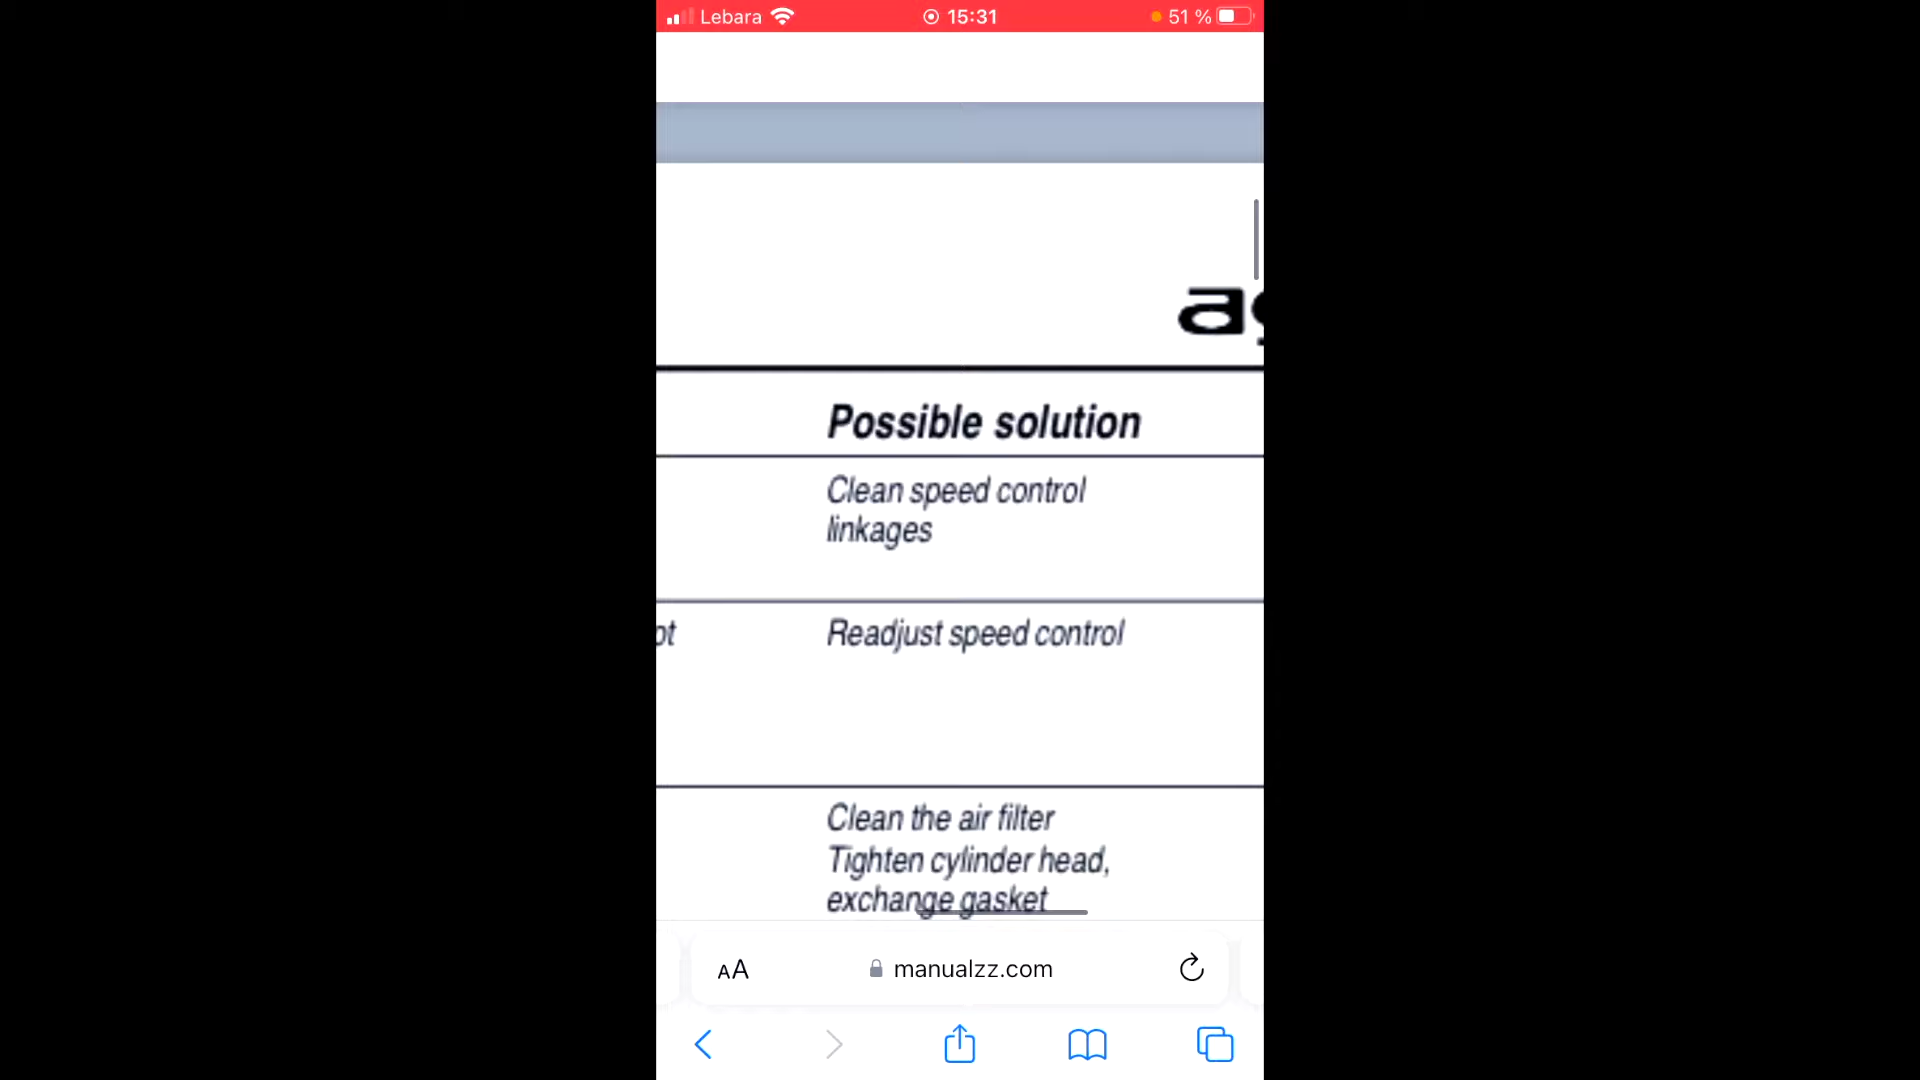 Lebara 15:31 51 %
Possible solution
Clean speed control
linkages
Readjust speed control
Clean the air filter
Tighten cylinder head,
exchange gasket
AA manualzz.com